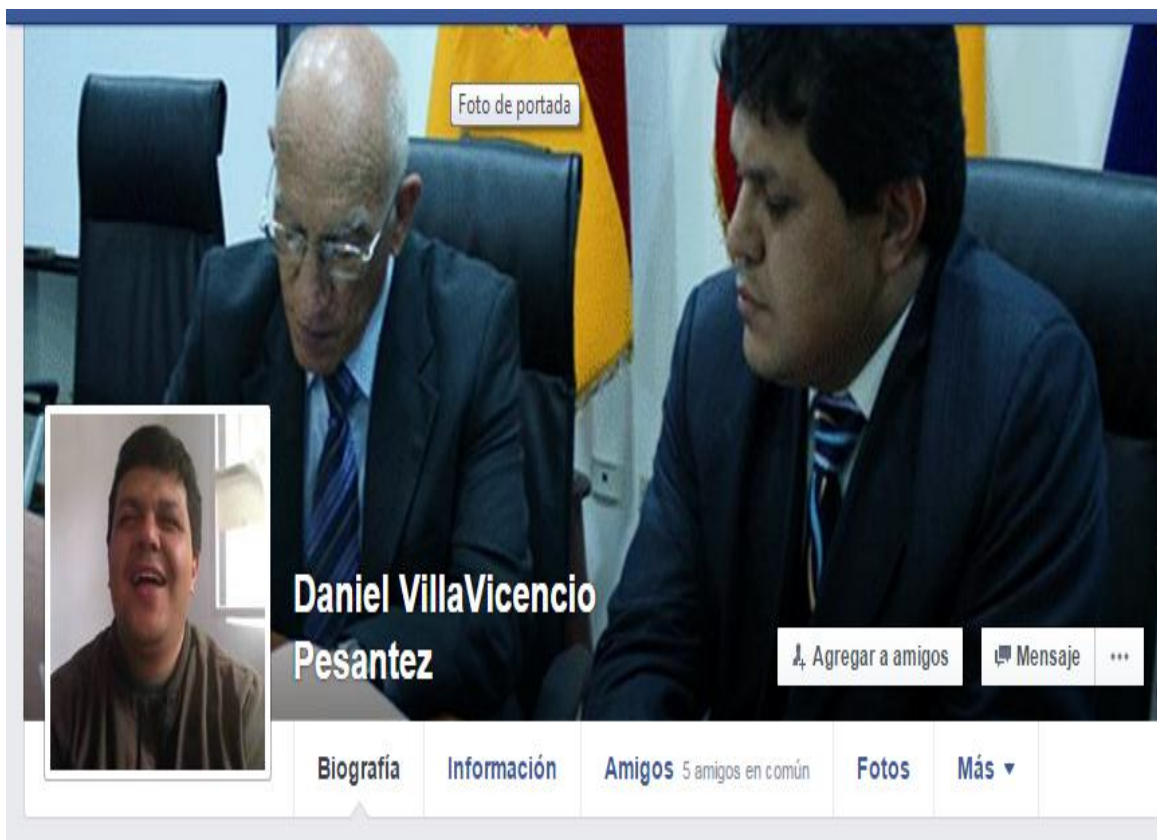 Foto de portada
Daniel VillaVicencio
Pesantez
Agregar a amigos
Mensaje
Biografía
Información
Amigos 5 amigos en común
Fotos
Más